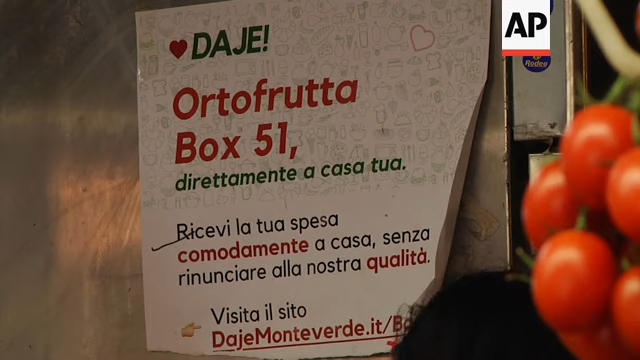 DAJE!
Ortofrutta
Box 51,
direttamente a casa tua.
Ricevi la tua spesa
comodamente a casa, senza
rinunciare alla nostra qualità.
Visita il sito
DajeMonteverde.it/B
AP
Rodeo